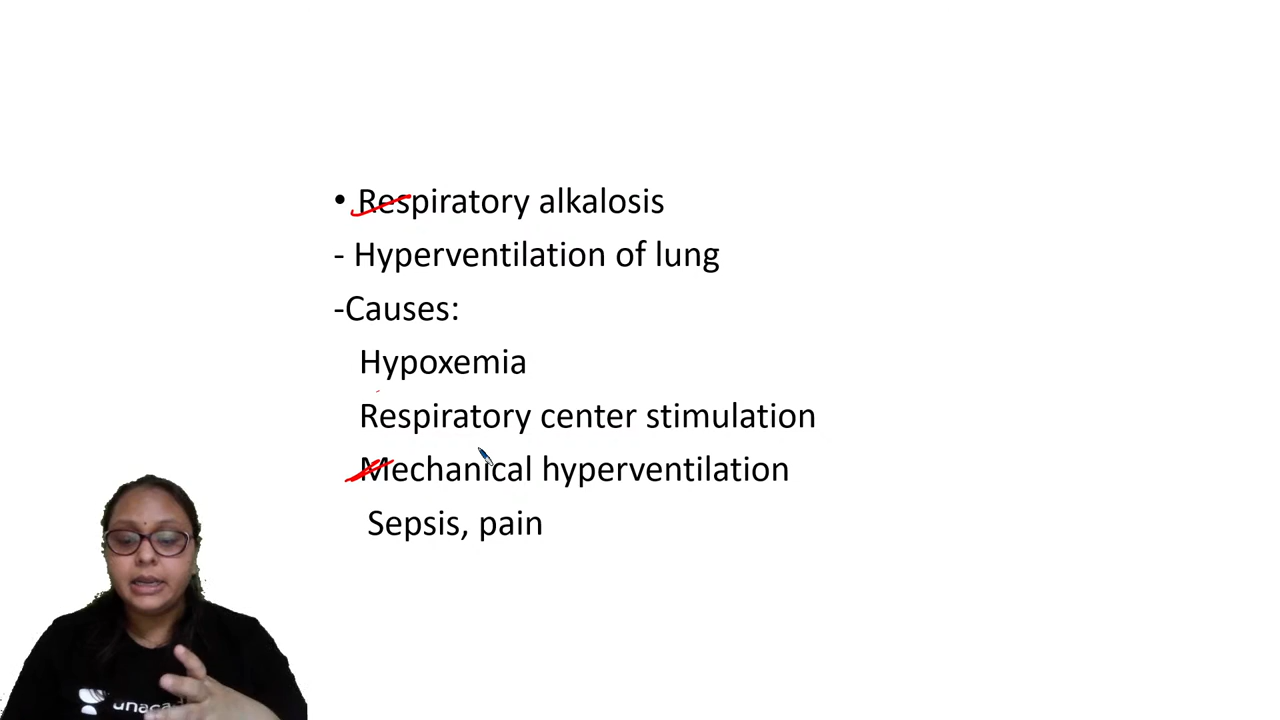 • Respiratory alkalosis
- Hyperventilation of lung
-Causes:
Hypoxemia
Respiratory center stimulation
Mechanical hyperventilation
Sepsis, pain